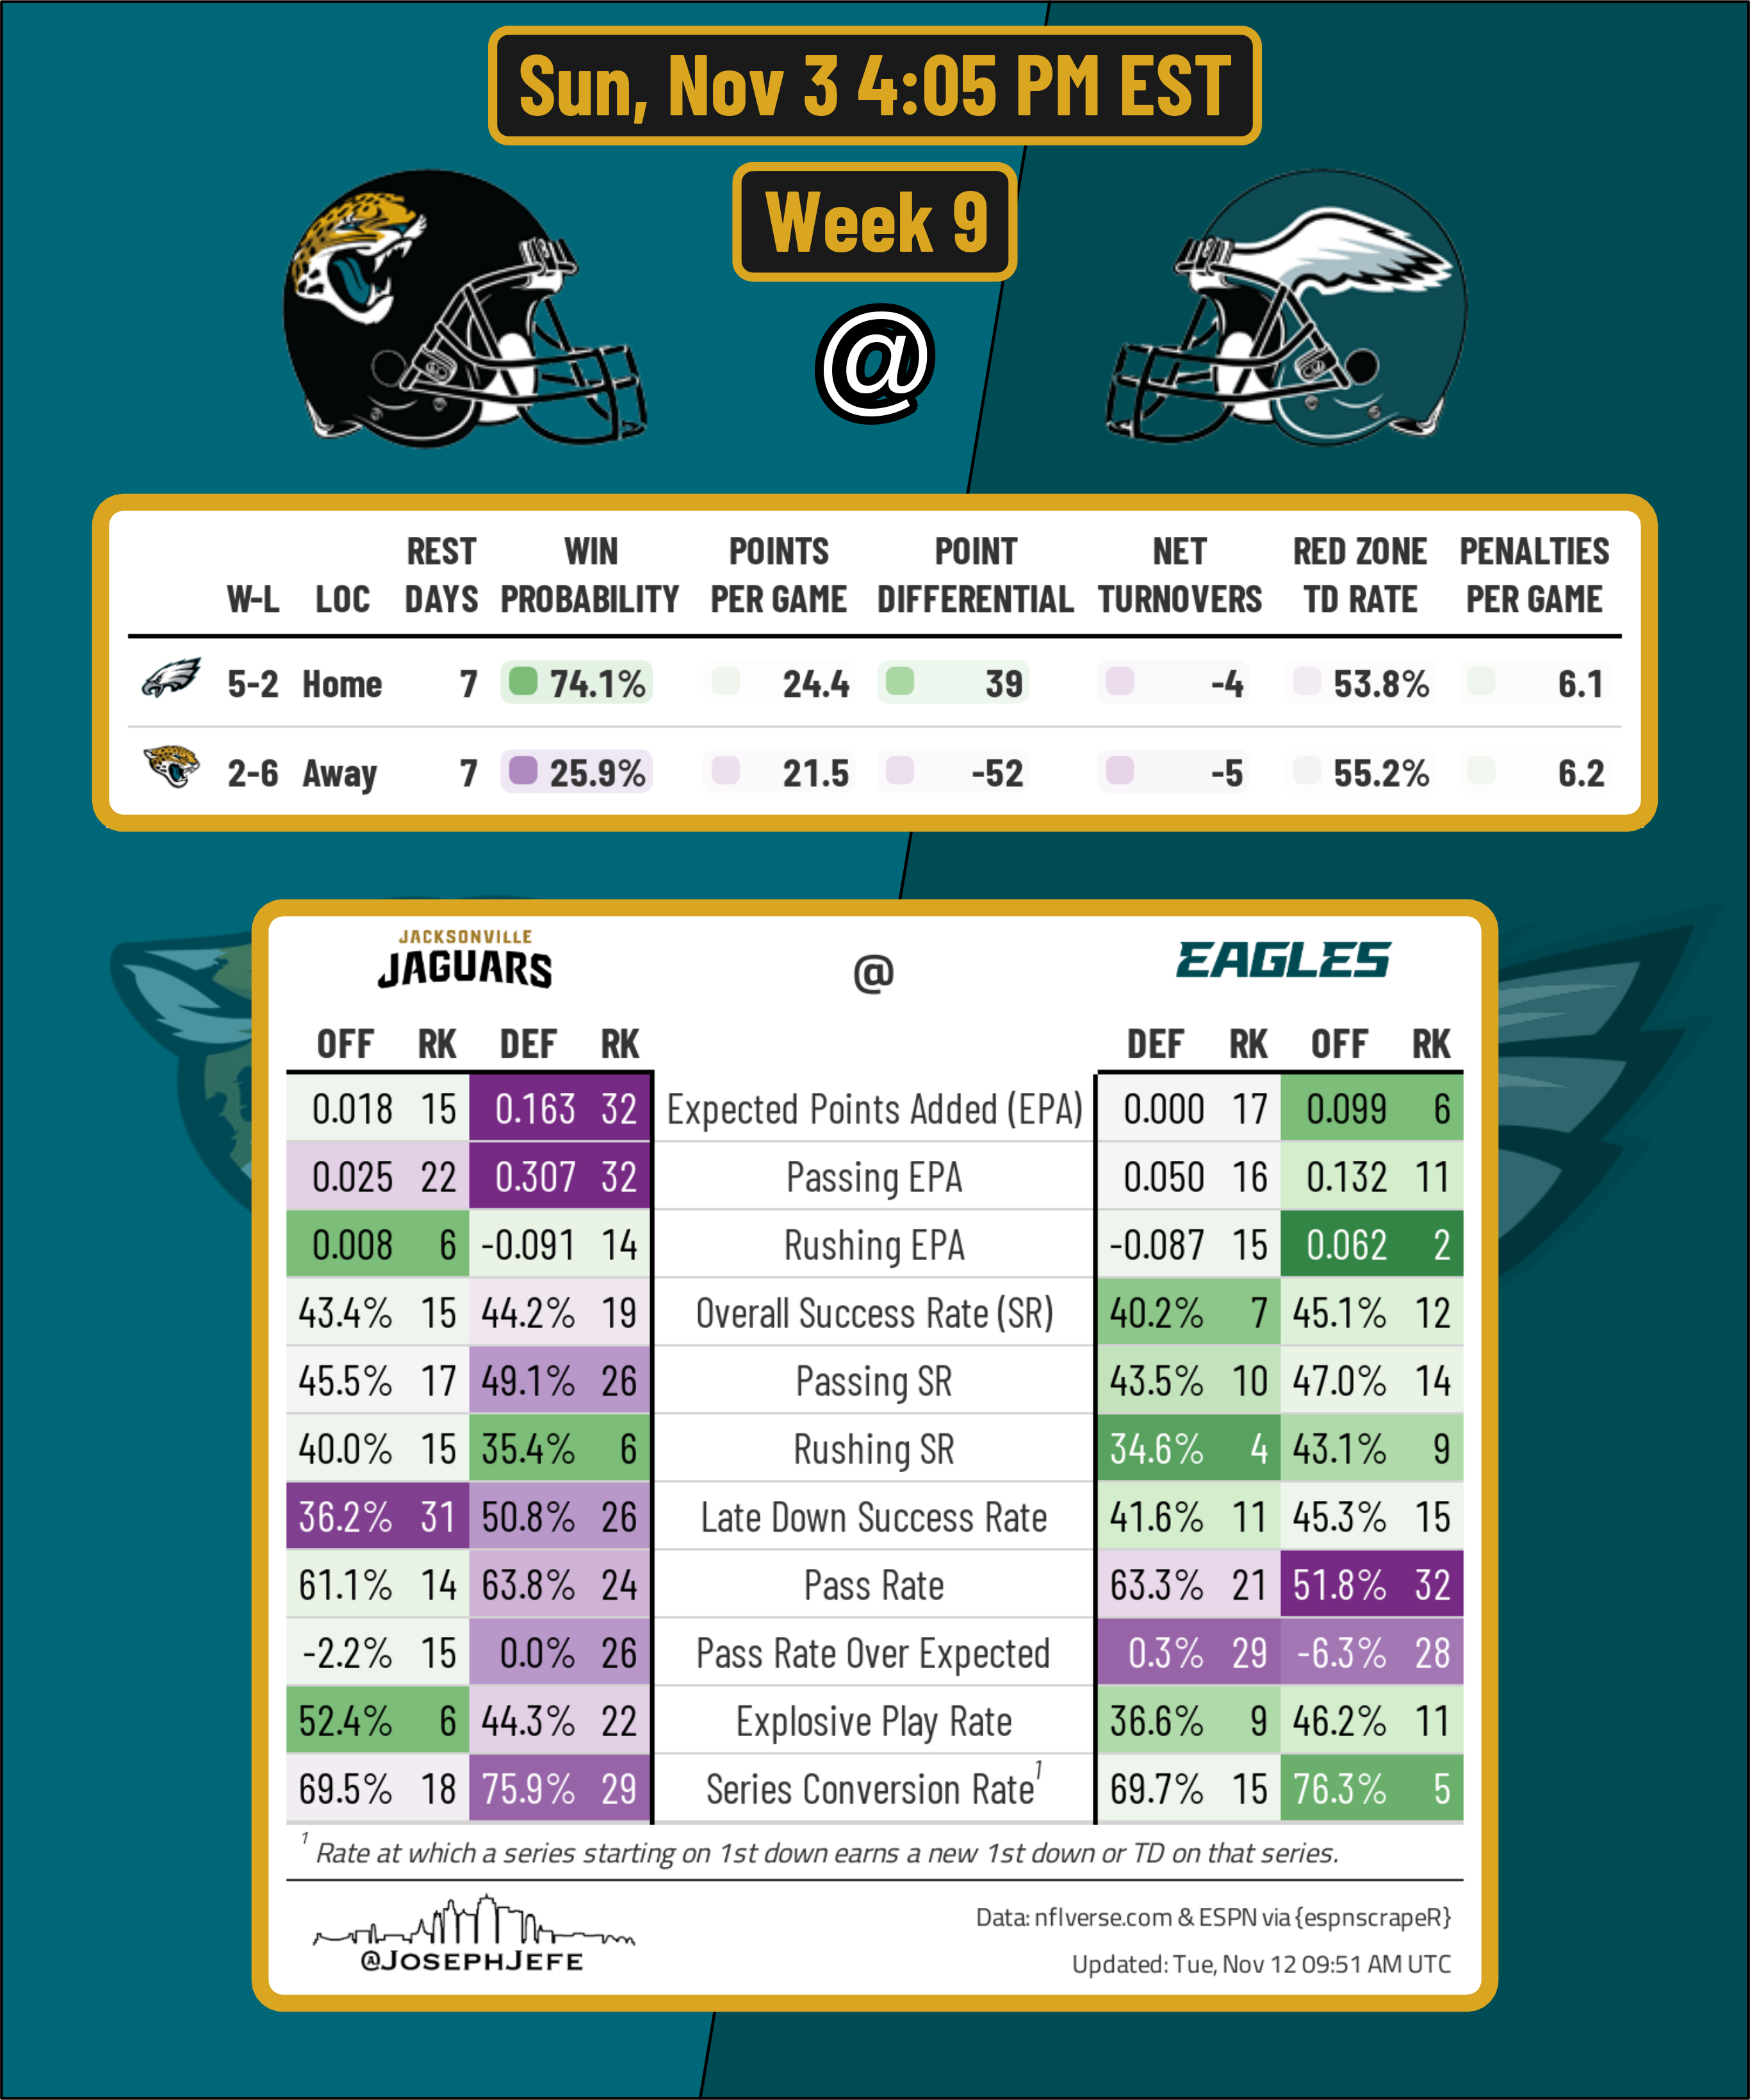 Sun, Nov 3 4:05 PM EST
Week 9
@
W-L LOC REST DAYS WIN PROBABILITY POINTS PER GAME POINT DIFFERENTIAL NET TURNOVERS RED ZONE TD RATE PENALTIES PER GAME
5-2 Home 7 74.1% 24.4 39 -4 53.8% 6.1
2-6 Away 7 25.9% 21.5 -52 -5 55.2% 6.2
JACKSONVILLE
JAGUARS @ EAGLES
OFF RK DEF RK DEF RK OFF RK
0.018 15 0.163 32 Expected Points Added (EPA) 0.000 17 0.099 6
0.025 22 0.307 32 Passing EPA 0.050 16 0.132 11
0.008 6 -0.091 14 Rushing EPA -0.087 15 0.062 2
43.4% 15 44.2% 19 Overall Success Rate (SR) 40.2% 7 45.1% 12
45.5% 17 49.1% 26 Passing SR 43.5% 10 47.0% 14
40.0% 15 35.4% 6 Rushing SR 34.6% 4 43.1% 9
36.2% 31 50.8% 26 Late Down Success Rate 41.6% 11 45.3% 15
61.1% 14 63.8% 24 Pass Rate 63.3% 21 51.8% 32
-2.2% 15 0.0% 26 Pass Rate Over Expected 0.3% 29 -6.3% 28
52.4% 6 44.3% 22 Explosive Play Rate 36.6% 9 46.2% 11
69.5% 18 75.9% 29 Series Conversion Rate¹ 69.7% 15 76.3% 5
¹ Rate at which a series starting on 1st down earns a new 1st down or TD on that series.
@JOSEPHJEFE
Data: nflverse.com & ESPN via {espnscrapeR}
Updated: Tue, Nov 12 09:51 AM UTC